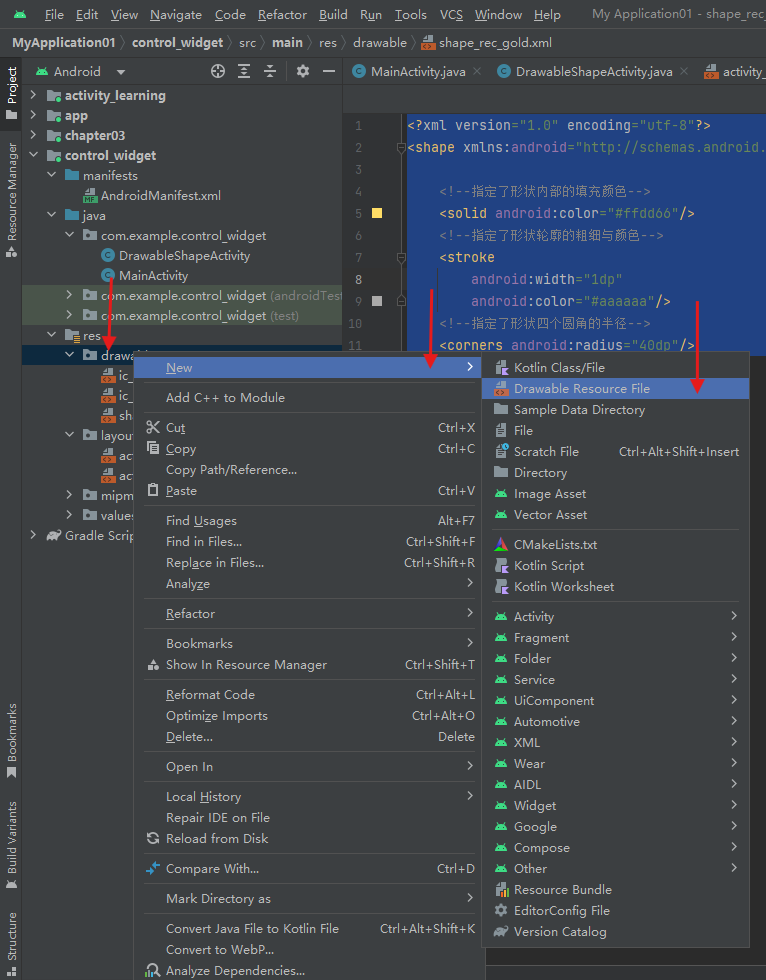 File Edit View Navigate Code Refactor Build Run Tools VCS Window Help My Application01 - shape_rec_
MyApplication01 control_widget src main res drawable shape_rec_gold.xml
Android
MainActivity.java DrawableShapeActivity.java activity_
Project
Resource Manager
Bookmarks
Build Variants
Structure
activity_learning
app
chapter03
control_widget
manifests
AndroidManifest.xml
java
com.example.control_widget
DrawableShapeActivity
MainActivity
com.example.control_widget (androidTest
com.example.control_widget (test)
res
drawa
ic_
ic_
sha
layou
ac
ac
mipm
values
Gradle Scrip
1 <?xml version="1.0" encoding="utf-8"?>
2 <shape xmlns:android="http://schemas.android.
3
4 <!--指定了形状内部的填充颜色-->
5 <solid android:color="#ffdd66"/>
6 <!--指定了形状轮廓的粗细与颜色-->
7 <stroke
8 android:width="1dp"
9 android:color="#aaaaaa"/>
10 <!--指定了形状四个圆角的半径-->
11 <corners android:radius="40dp"/>
New
Add C++ to Module
Cut Ctrl+X
Copy Ctrl+C
Copy Path/Reference...
Paste Ctrl+V
Find Usages Alt+F7
Find in Files... Ctrl+Shift+F
Replace in Files... Ctrl+Shift+R
Analyze
Refactor
Bookmarks
Show In Resource Manager Ctrl+Shift+T
Reformat Code Ctrl+Alt+L
Optimize Imports Ctrl+Alt+O
Delete... Delete
Open In
Local History
Repair IDE on File
Reload from Disk
Compare With... Ctrl+D
Mark Directory as
Convert Java File to Kotlin File Ctrl+Alt+Shift+K
Convert to WebP...
Analyze Dependencies...
Kotlin Class/File
Drawable Resource File
Sample Data Directory
File
Scratch File Ctrl+Alt+Shift+Insert
Directory
Image Asset
Vector Asset
CMakeLists.txt
Kotlin Script
Kotlin Worksheet
Activity
Fragment
Folder
Service
UiComponent
Automotive
XML
Wear
AIDL
Widget
Google
Compose
Other
Resource Bundle
EditorConfig File
Version Catalog